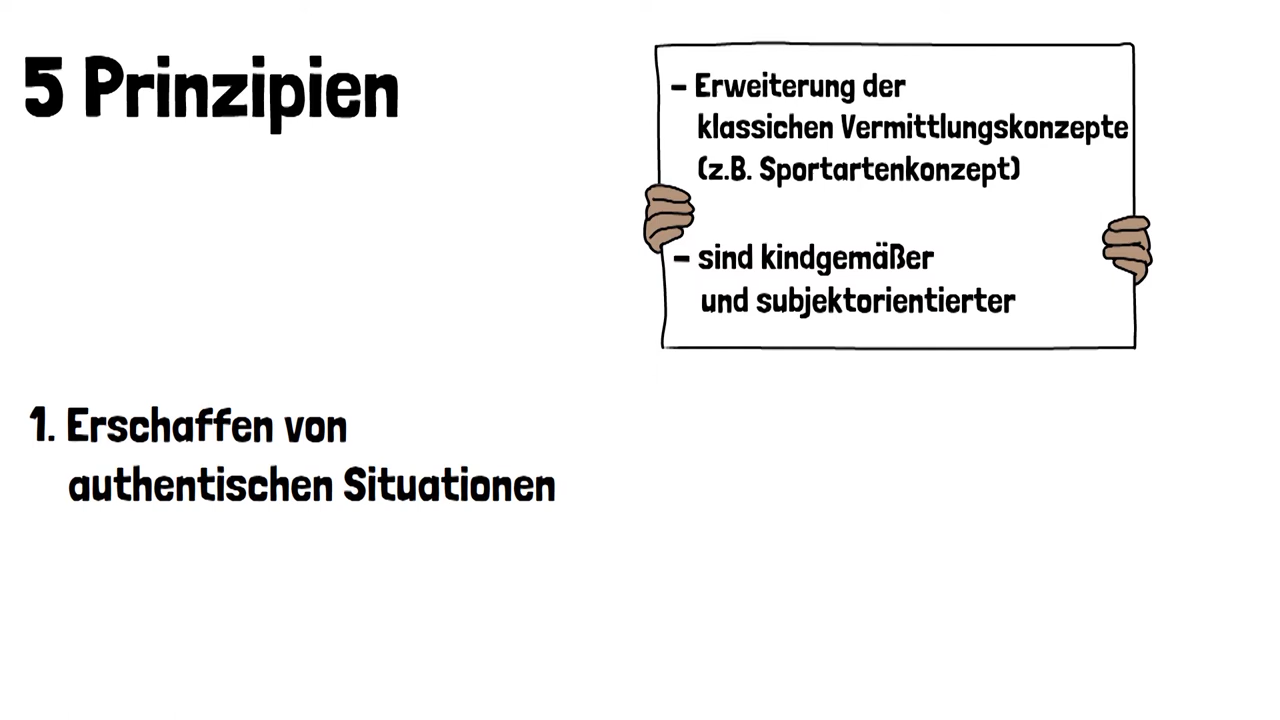 5 Prinzipien
– Erweiterung der
klassichen Vermittlungskonzepte
(z.B. Sportartenkonzept)
– sind kindgemäßer
und subjektorientierter
1. Erschaffen von
authentischen Situationen